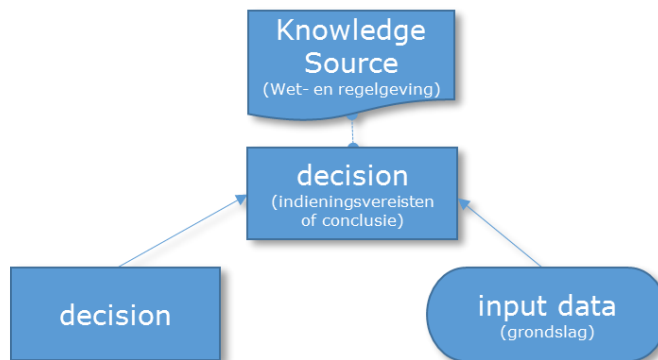 Knowledge
Source
(Wet- en regelgeving)
decision
(indieningsvereisten
of conclusie)
decision
input data
(grondslag)